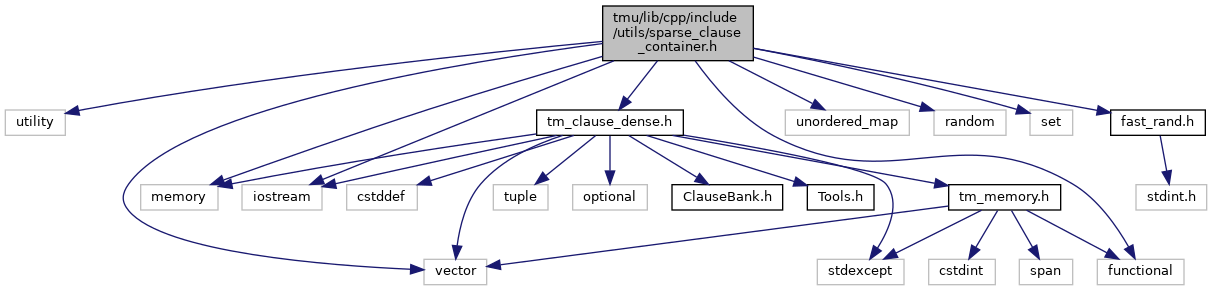 tmu/lib/cpp/include
/utils/sparse_clause
_container.h
utility
tm_clause_dense.h
unordered_map
random
set
fast_rand.h
memory
iostream
cstddef
tuple
optional
ClauseBank.h
Tools.h
tm_memory.h
stdint.h
vector
stdexcept
cstdint
span
functional